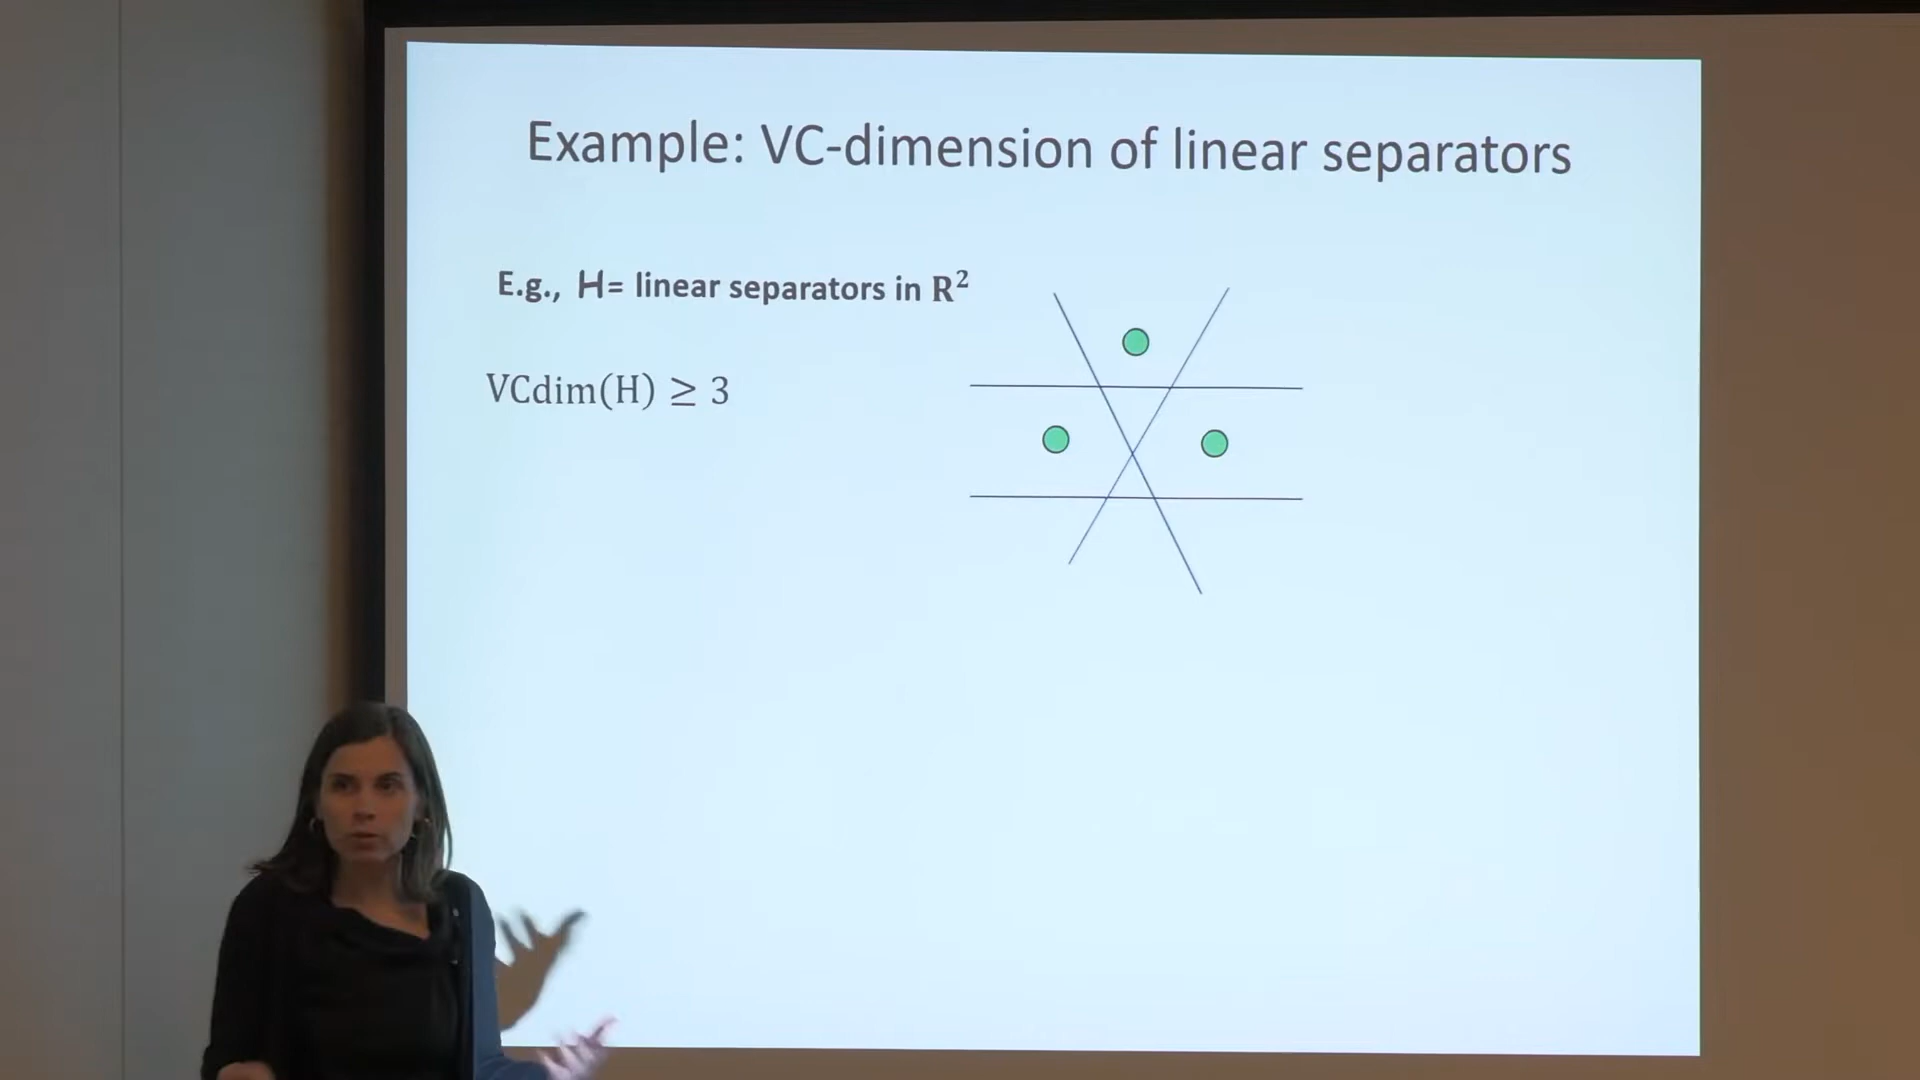 Example: VC-dimension of linear separators
E.g., H= linear separators in R²
VCdim(H) ≥ 3